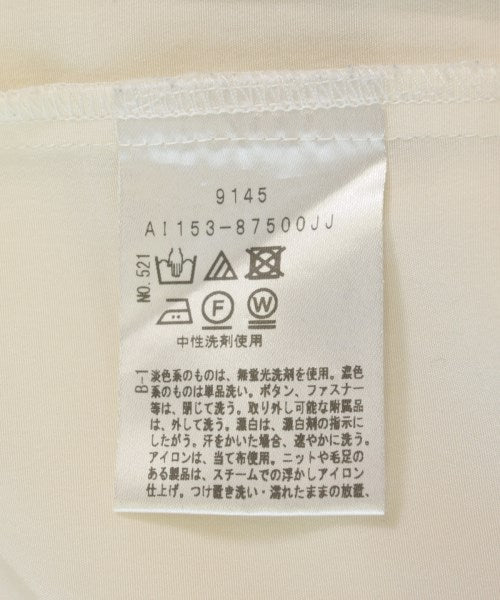 9145
AI153-87500JJ
NO.521
F W
中性洗剤使用
B-1
淡色系のものは、無蛍光洗剤を使用。濃色
系のものは単品洗い。ボタン、ファスナー
等は、閉じて洗う。取り外し可能な附属品
は、外して洗う。漂白は、漂白剤の指示に
したがう。汗をかいた場合、速やかに洗う。
アイロンは、当て布使用。ニットや毛足の
ある製品は、スチームでの浮かしアイロン
仕上げ。つけ置き洗い・濡れたままの放置、